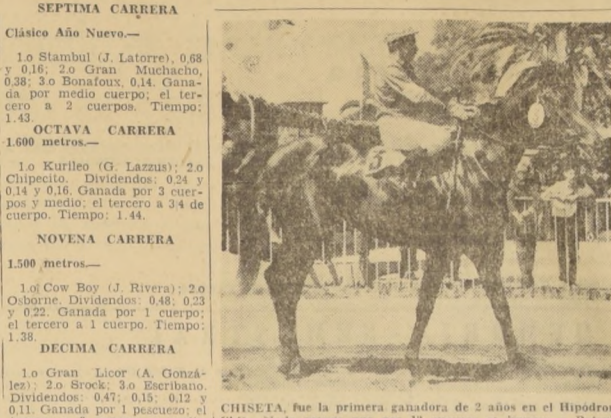 SEPTIMA CARRERA
Clásico Año Nuevo.—
1.o Stambul (J. Latorre), 0,68
y 0,16; 2.o Gran Muchacho,
0,38; 3.o Bonafoux, 0,14. Gana-
da por medio cuerpo; el ter-
cero a 2 cuerpos. Tiempo:
1.43.
OCTAVA CARRERA
1.600 metros.—
1.o Kurileo (G. Lazzus); 2.o
Chipecito. Dividendos: 0,24 y
0,14 y 0,16. Ganada por 3 cuer-
pos y medio; el tercero a 3|4 de
cuerpo. Tiempo: 1.44.
NOVENA CARRERA
1.500 metros.—
1.o Cow Boy (J. Rivera); 2.o
Osborne. Dividendos: 0,48; 0,23
y 0,22. Ganada por 1 cuerpo;
el tercero a 1 cuerpo. Tiempo:
1.38.
DECIMA CARRERA
1.o Gran Licor (A. Gonzá-
lez); 2.o Srock; 3.o Escribano.
Dividendos: 0,47; 0,15; 0,12 y
0,11. Ganada por 1 pescuezo; el
3
CHISETA, fue la primera ganadora de 2 años en el Hipódrom